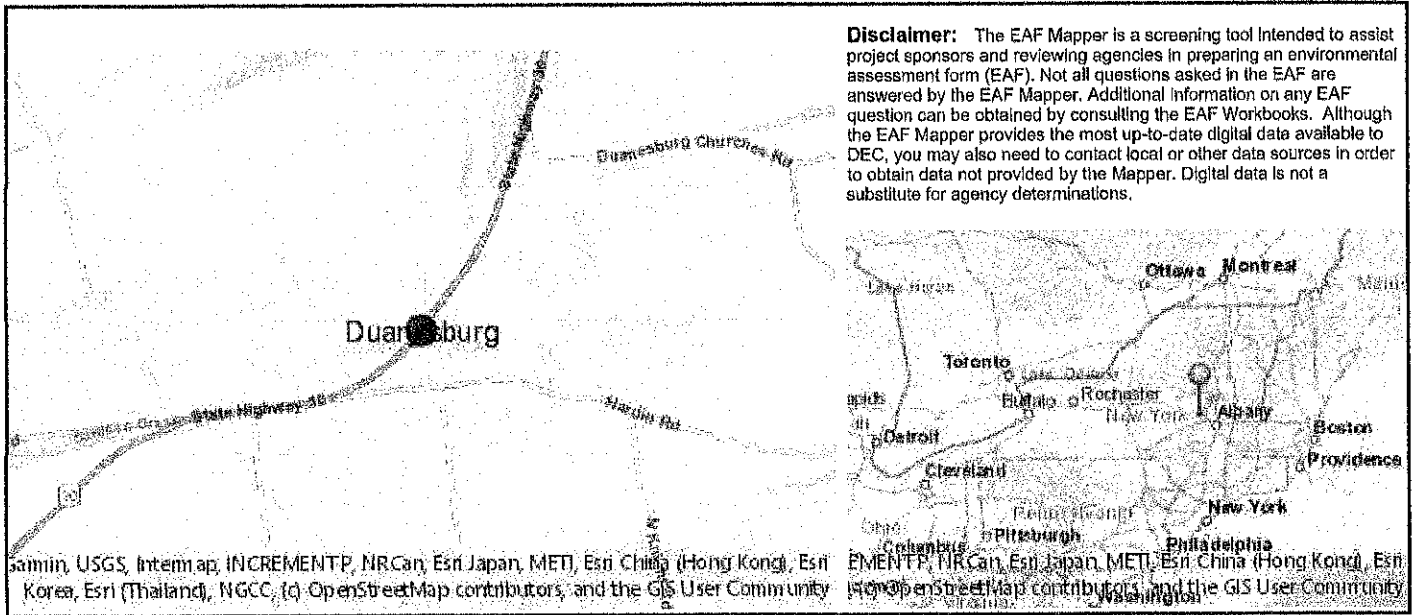 Disclaimer: The EAF Mapper is a screening tool intended to assist
project sponsors and reviewing agencies in preparing an environmental
assessment form (EAF). Not all questions asked in the EAF are
answered by the EAF Mapper. Additional information on any EAF
question can be obtained by consulting the EAF Workbooks. Although
the EAF Mapper provides the most up-to-date digital data available to
DEC, you may also need to contact local or other data sources in order
to obtain data not provided by the Mapper. Digital data is not a
substitute for agency determinations.
Duanesburg Churches Rd
Duanesburg
State Highway
Hardin Rd
Ottawa
Montreal
Toronto
Buffalo
Rochester
New York
Albany
Boston
Detroit
Providence
Cleveland
New York
Ohio
Pittsburgh
Columbus
Philadelphia
Washington
USGS, Intermap, INCREMENT P, NRCan, Esri Japan, METI, Esri China (Hong Kong), Esri
Korea, Esri (Thailand), NGCC, (c) OpenStreetMap contributors, and the GIS User Community
NRCan, Esri Japan, METI, Esri China (Hong Kong), Esri
OpenStreetMap contributors, and the GIS User Community